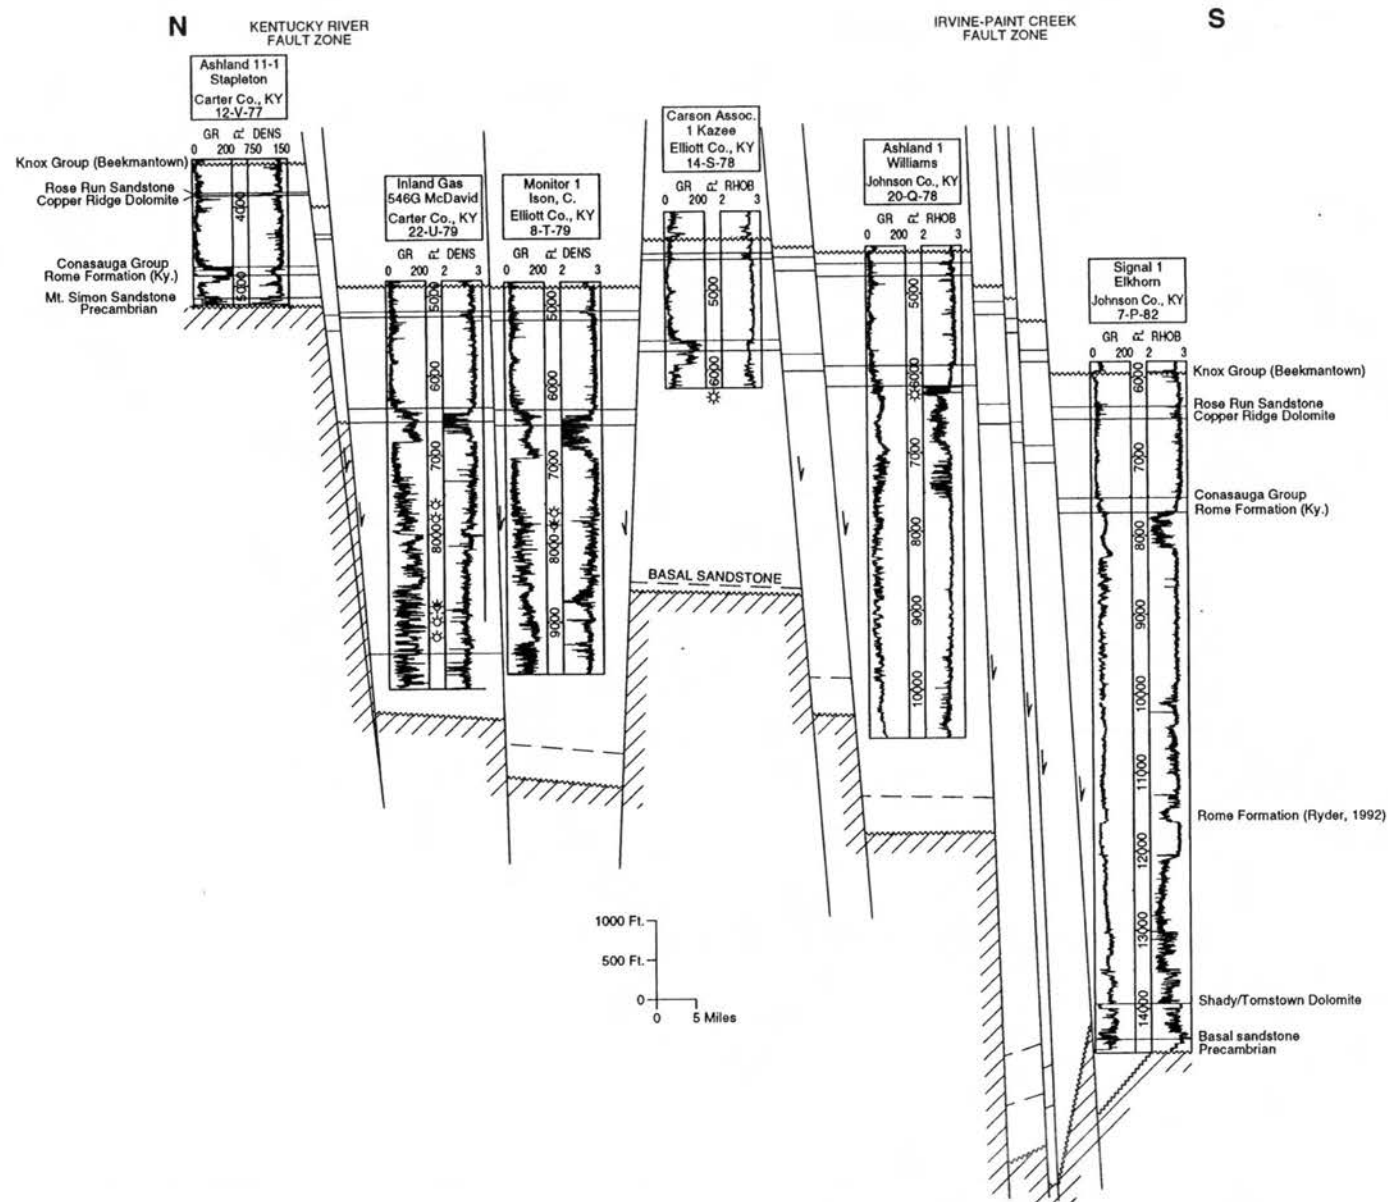 N
KENTUCKY RIVER
FAULT ZONE
IRVINE-PAINT CREEK
FAULT ZONE
S
Ashland 11-1
Stapleton
Carter Co., KY
12-V-77
GR DENS
0 200 750 150
4000
5000
Knox Group (Beekmantown)
Rose Run Sandstone
Copper Ridge Dolomite
Conasauga Group
Rome Formation (Ky.)
Mt. Simon Sandstone
Precambrian
Inland Gas
546G McDavid
Carter Co., KY
22-U-79
GR DENS
0 200 2 3
5000
6000
7000
8000
Monitor 1
Ison, C.
Elliott Co., KY
8-T-79
GR DENS
0 200 2 3
5000
6000
7000
8000
9000
Carson Assoc.
1 Kazee
Elliott Co., KY
14-S-78
GR RHOB
0 200 2 3
5000
6000
BASAL SANDSTONE
Ashland 1
Williams
Johnson Co., KY
20-Q-78
GR RHOB
0 200 2 3
5000
6000
7000
8000
9000
10000
Signal 1
Elkhorn
Johnson Co., KY
7-P-82
GR RHOB
0 200 2 3
6000
7000
8000
9000
10000
11000
12000
13000
14000
Knox Group (Beekmantown)
Rose Run Sandstone
Copper Ridge Dolomite
Conasauga Group
Rome Formation (Ky.)
Rome Formation (Ryder, 1992)
Shady/Tomstown Dolomite
Basal sandstone
Precambrian
1000 Ft.
500 Ft.
0
0 5 Miles